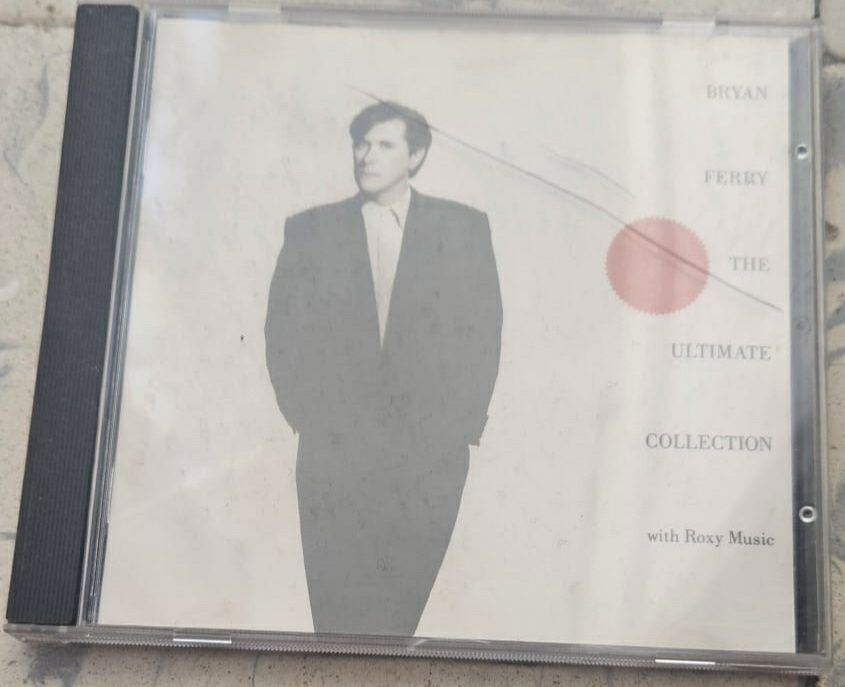 BRYAN
FERRY
THE
ULTIMATE
COLLECTION
with Roxy Music